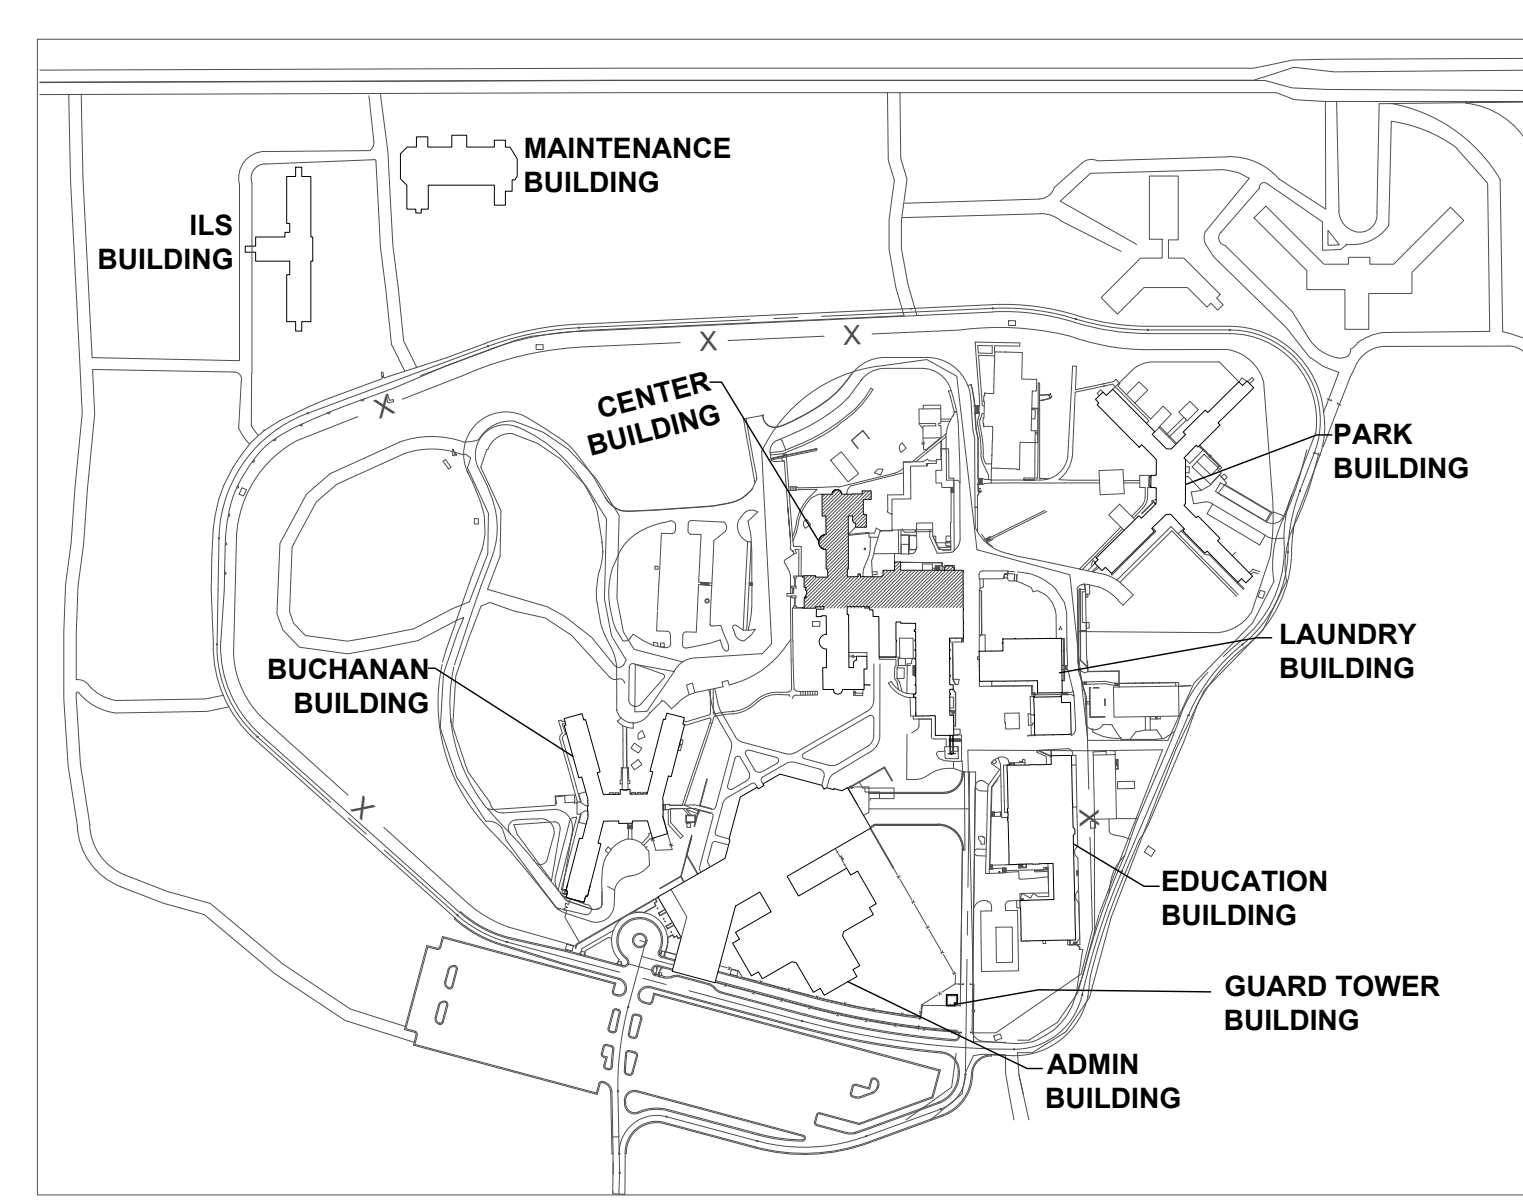 MAINTENANCE
BUILDING
ILS
BUILDING
X
X
X
CENTER
BUILDING
PARK
BUILDING
LAUNDRY
BUILDING
BUCHANAN
BUILDING
X
X
EDUCATION
BUILDING
GUARD TOWER
BUILDING
ADMIN
BUILDING